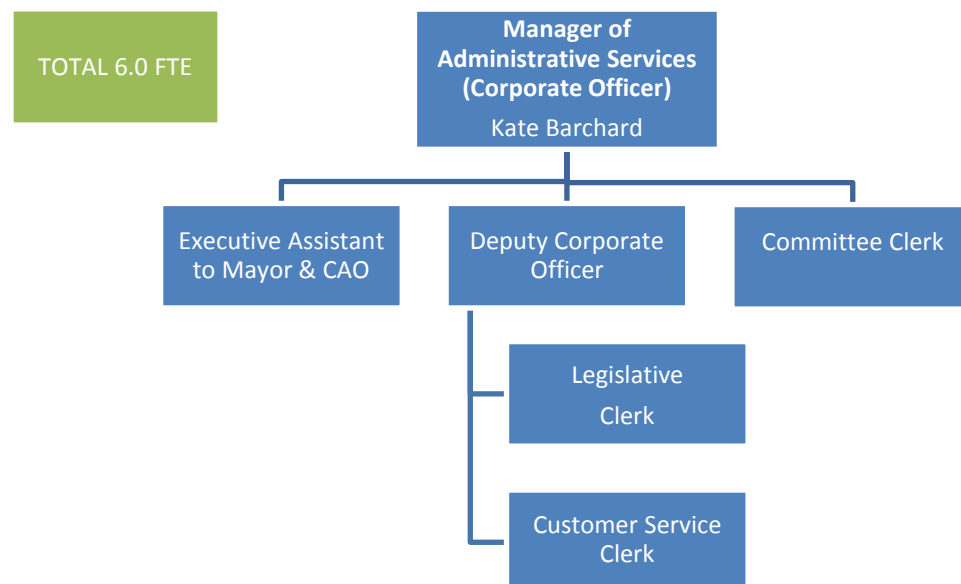 TOTAL 6.0 FTE
Manager of
Administrative Services
(Corporate Officer)
Kate Barchard
Executive Assistant
to Mayor & CAO
Deputy Corporate
Officer
Committee Clerk
Legislative
Clerk
Customer Service
Clerk